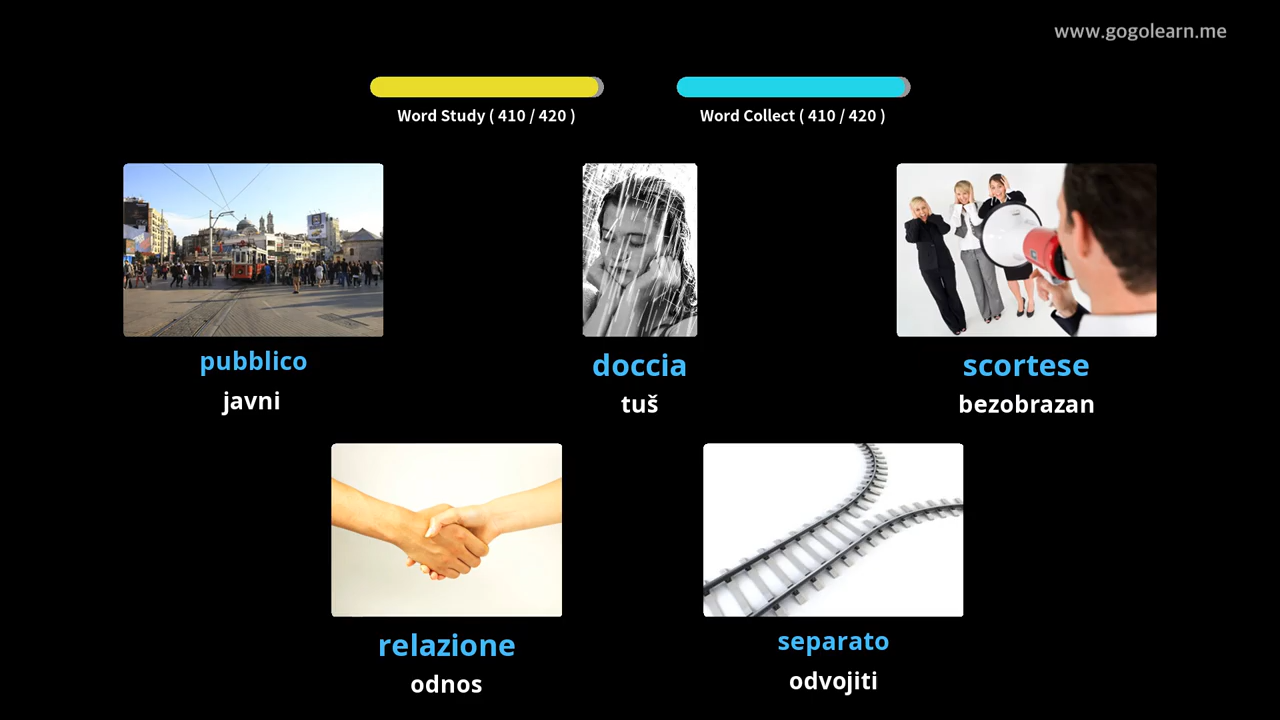 www.gogolearn.me
Word Study ( 410 / 420 )
Word Collect ( 410 / 420 )
pubblico
javni
doccia
tuš
scortese
bezobrazan
relazione
odnos
separato
odvojiti